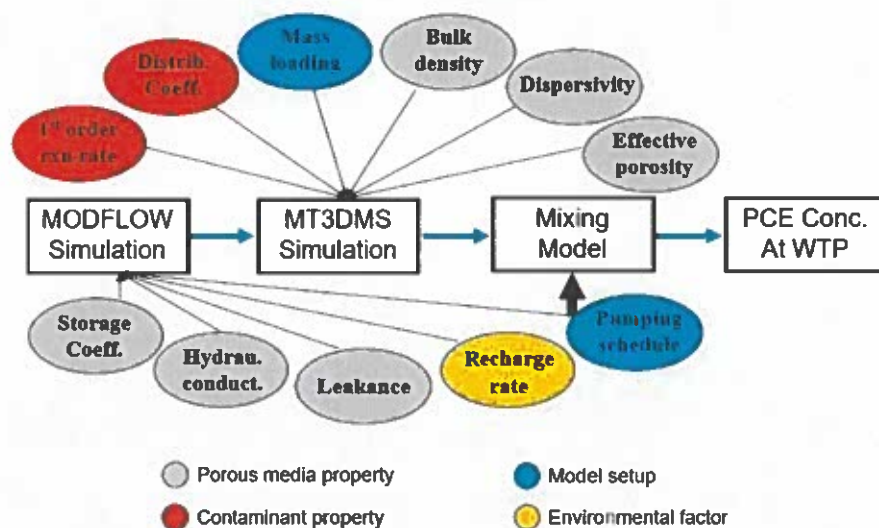 Mass
loading
Bulk
density
Distrib.
Coeff.
Dispersivity
1st order
rxn-rate
Effective
porosity
MODFLOW
Simulation
MT3DMS
Simulation
Mixing
Model
PCE Conc.
At WTP
Storage
Coeff.
Hydrau.
conduct.
Leakance
Recharge
rate
Pumping
schedule
Porous media property
Model setup
Contaminant property
Environmental factor